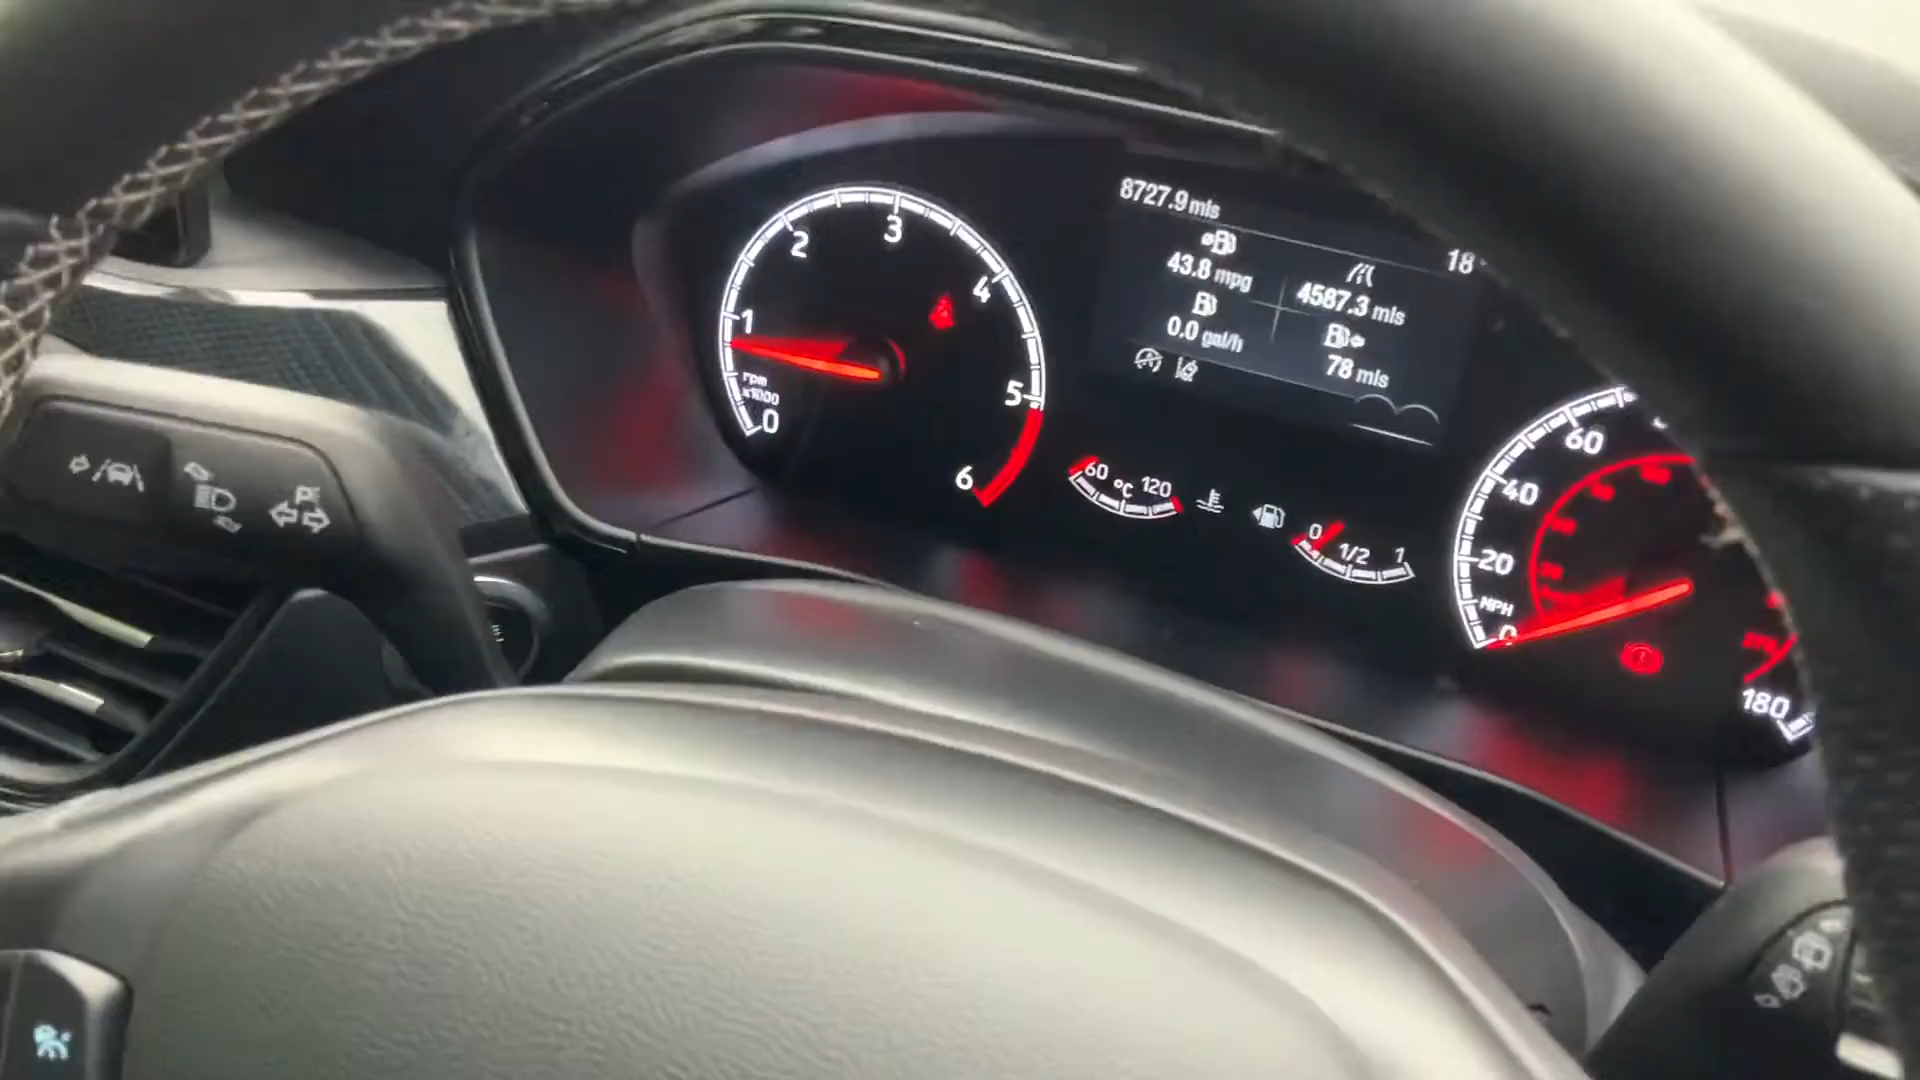 8727.9 mls
18
43.8 mpg
4587.3 mls
0.0 gal/h
78 mls
0
1
2
3
4
5
6
rpm
x1000
60 °C 120
0 1/2 1
0
20
40
60
180
MPH
P